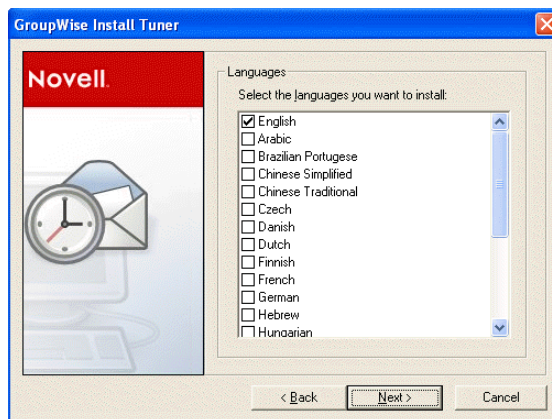 GroupWise Install Tuner
Novell.
Languages
Select the languages you want to install:
English
Arabic
Brazilian Portugese
Chinese Simplified
Chinese Traditional
Czech
Danish
Dutch
Finnish
French
German
Hebrew
Hungarian
< Back
Next >
Cancel